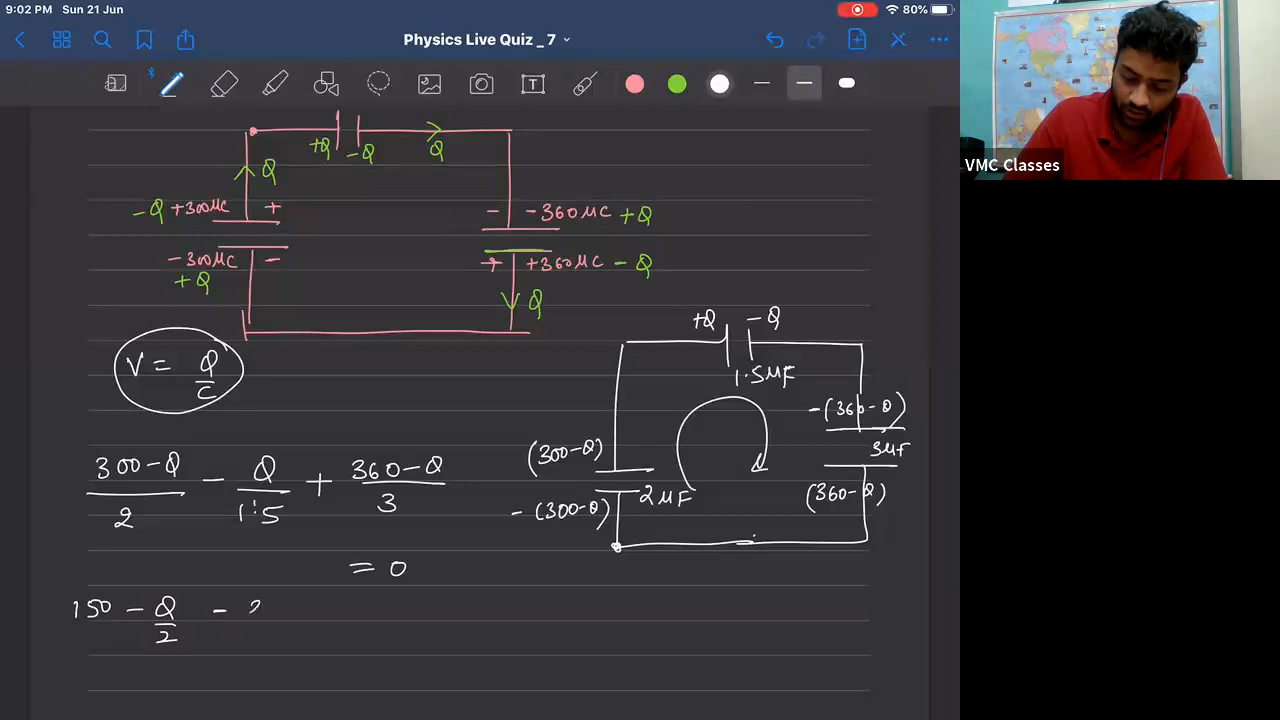 9:02 PM Sun 21 Jun
80%
Physics Live Quiz _ 7
T
VMC Classes
+Q -Q Q
Q
-Q +300μC + - -360μC +Q
-300μC - + +360μC -Q
+Q
Q
V = Q/C
+Q -Q
1.5μF
-(360-Q)
3μF
(360-Q)
(300-Q)
2μF
-(300-Q)
(300-Q)/2 - Q/1.5 + (360-Q)/3
= 0
150 - Q/2 -